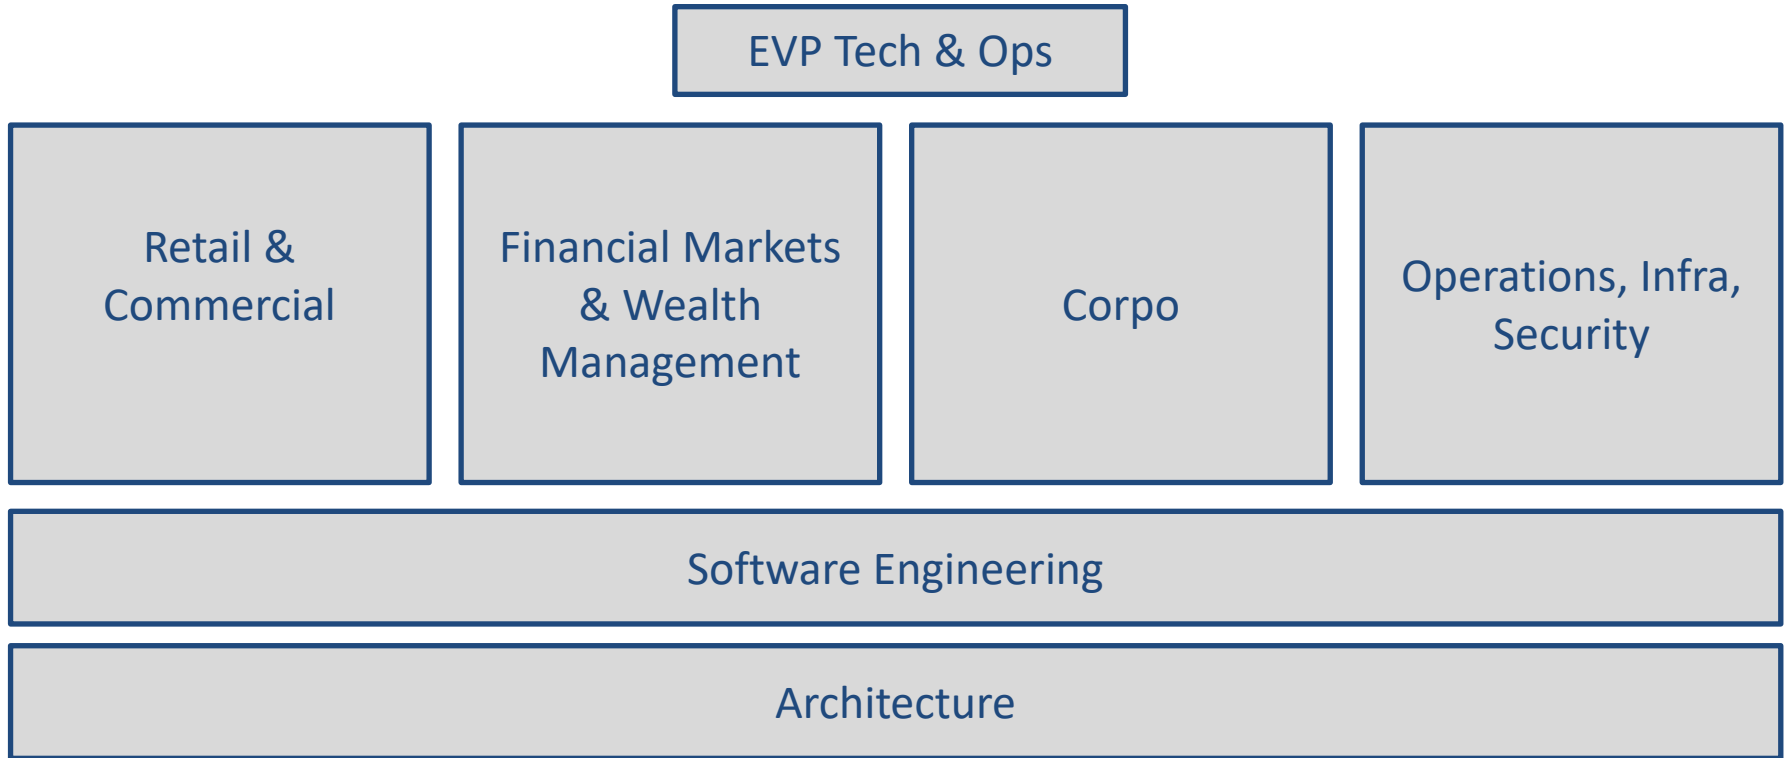 EVP Tech & Ops
Retail &
Commercial
Financial Markets
& Wealth
Management
Corpo
Operations, Infra,
Security
Software Engineering
Architecture